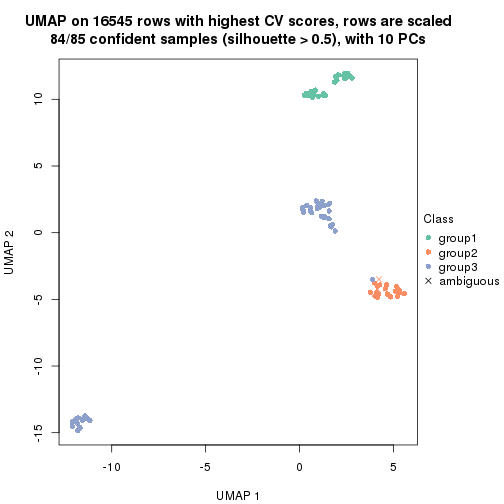 UMAP on 16545 rows with highest CV scores, rows are scaled
84/85 confident samples (silhouette > 0.5), with 10 PCs
10
5
0
-5
-10
-15
UMAP 2
-10
-5
0
5
UMAP 1
Class
group1
group2
group3
ambiguous